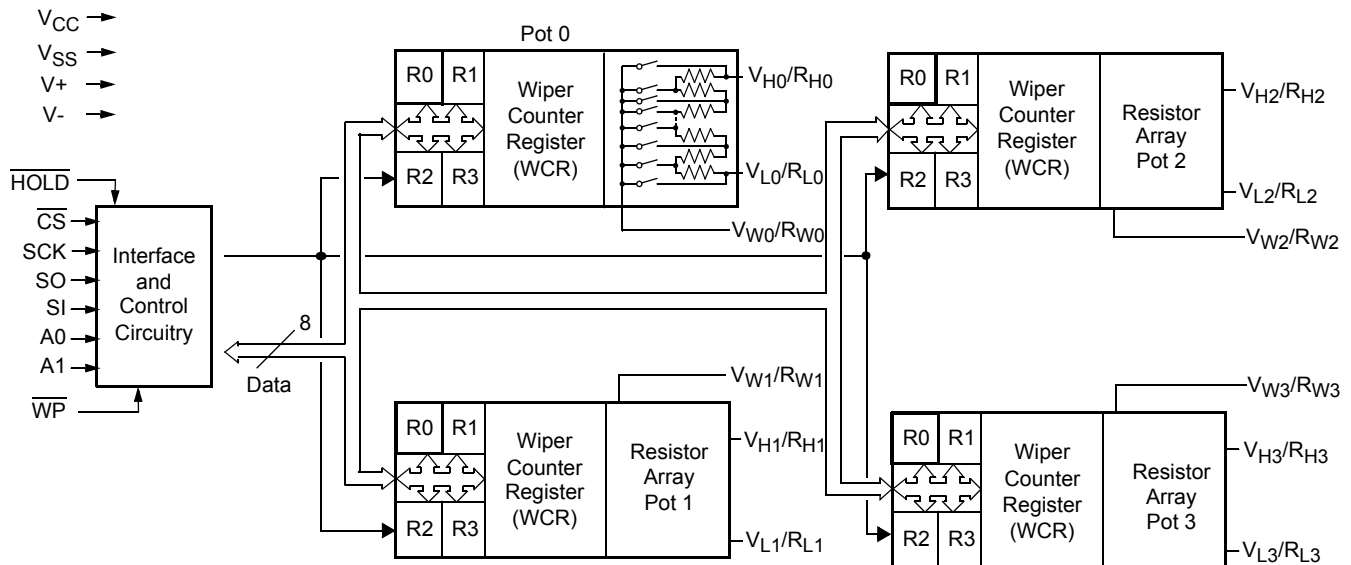 VCC
VSS
V+
V-
HOLD
CS
SCK
SO
SI
A0
A1
WP
Interface
and
Control
Circuitry
8
Data
Pot 0
R0 R1
R2 R3
Wiper
Counter
Register
(WCR)
VH0/RH0
VL0/RL0
VW0/RW0
R0 R1
R2 R3
Wiper
Counter
Register
(WCR)
Resistor
Array
Pot 2
VH2/RH2
VL2/RL2
VW2/RW2
R0 R1
R2 R3
Wiper
Counter
Register
(WCR)
Resistor
Array
Pot 1
VW1/RW1
VH1/RH1
VL1/RL1
R0 R1
R2 R3
Wiper
Counter
Register
(WCR)
Resistor
Array
Pot 3
VW3/RW3
VH3/RH3
VL3/RL3